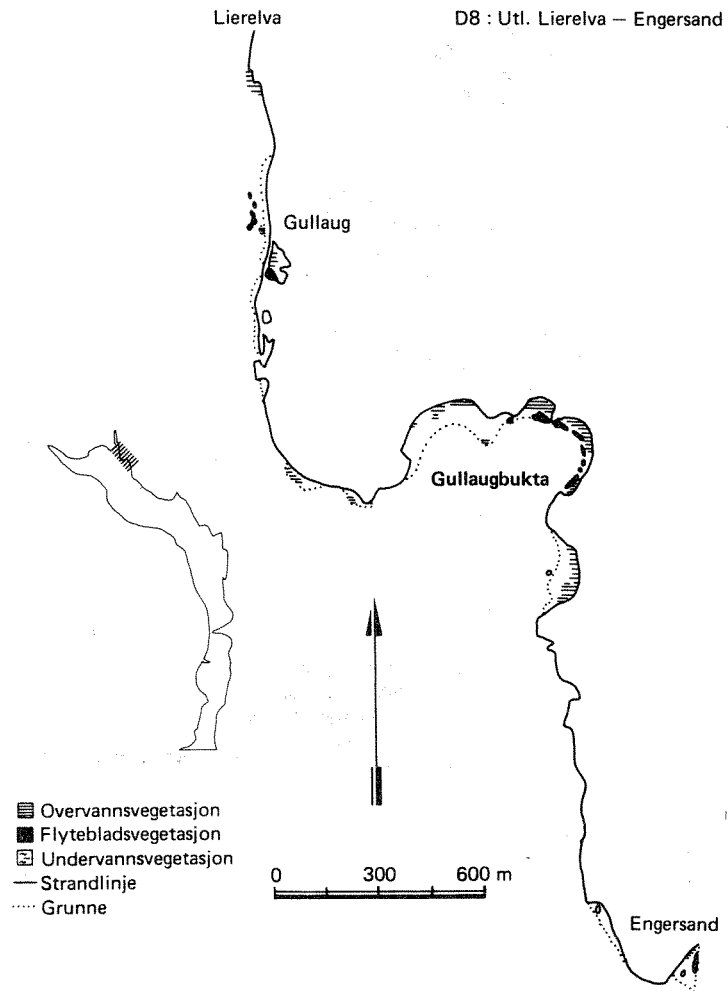 Lierelva
D8 : Utl. Lierelva – Engersand
Gullaug
Gullaugbukta
Overvannsvegetasjon
Flytebladsvegetasjon
Undervannsvegetasjon
Strandlinje
Grunne
0 300 600 m
Engersand